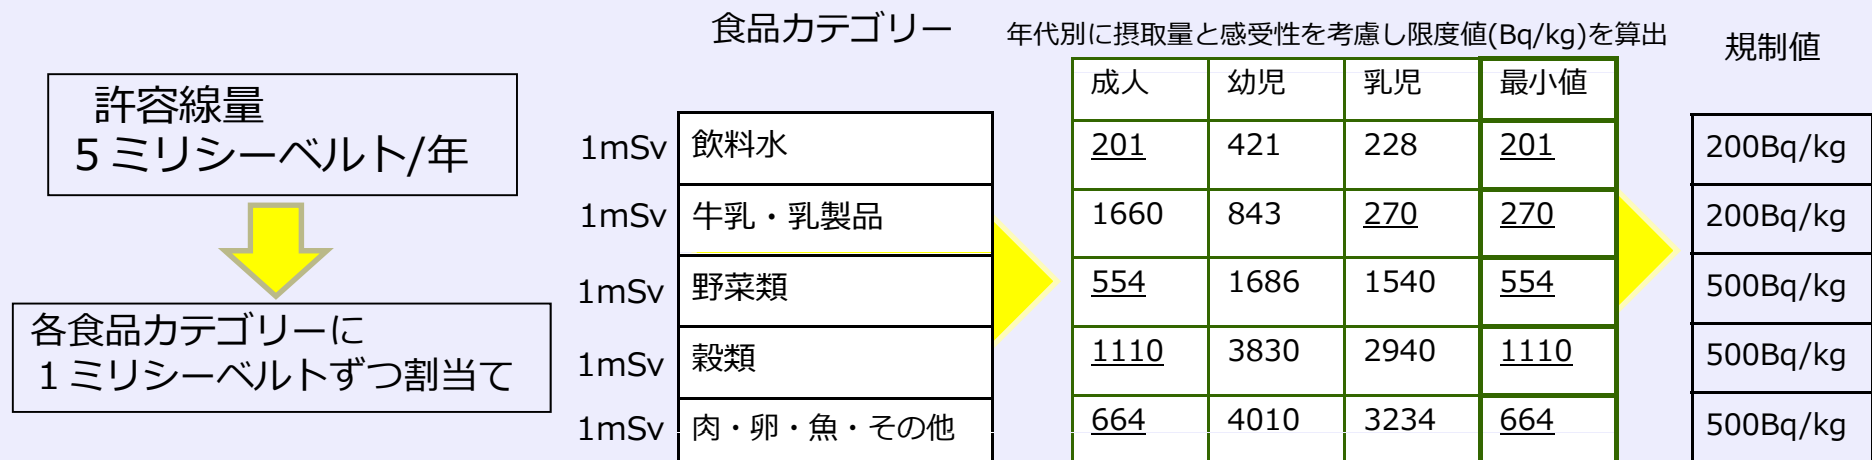 食品カテゴリー
年代別に摂取量と感受性を考慮し限度値(Bq/kg)を算出
規制値
許容線量
５ミリシーベルト/年
各食品カテゴリーに
１ミリシーベルトずつ割当て
成人 幼児 乳児 最小値
1mSv 飲料水 201 421 228 201 200Bq/kg
1mSv 牛乳・乳製品 1660 843 270 270 200Bq/kg
1mSv 野菜類 554 1686 1540 554 500Bq/kg
1mSv 穀類 1110 3830 2940 1110 500Bq/kg
1mSv 肉・卵・魚・その他 664 4010 3234 664 500Bq/kg